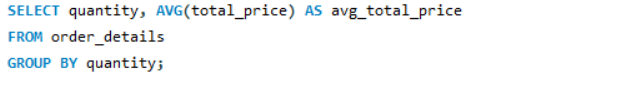 SELECT quantity, AVG(total_price) AS avg_total_price
FROM order_details
GROUP BY quantity;